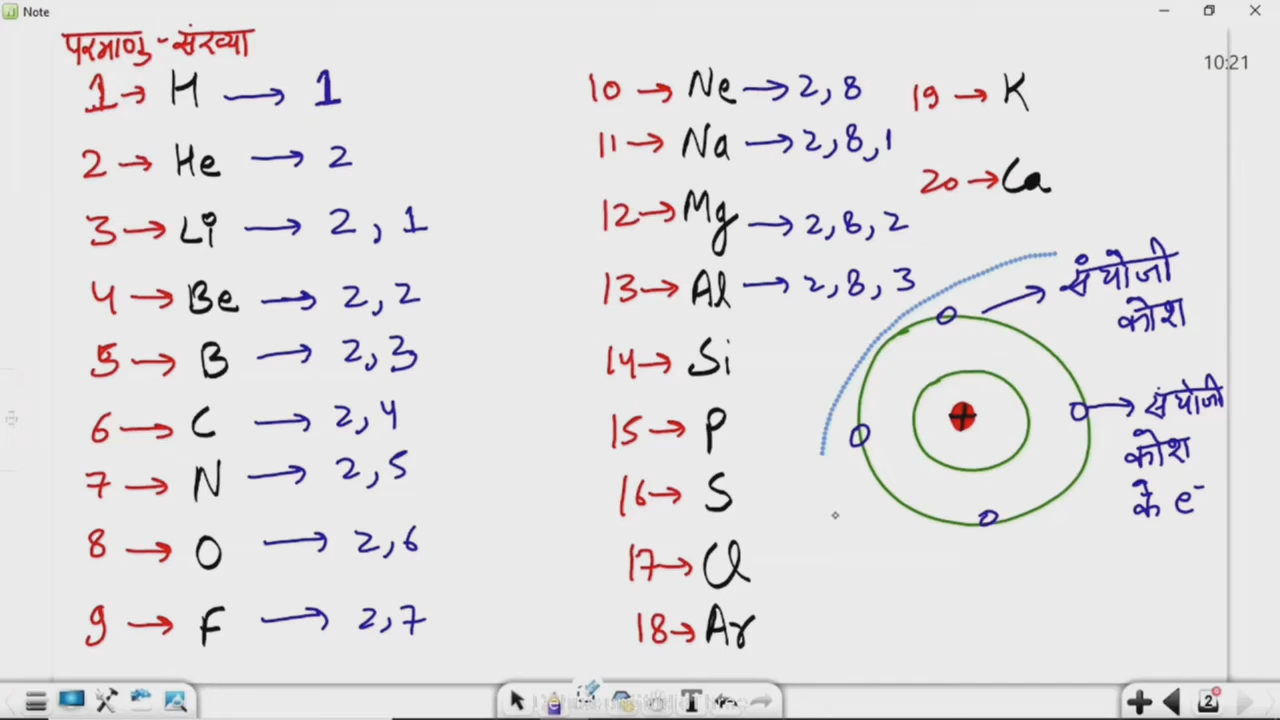 Note
10:21
परमाणु-संख्या
1 → H → 1
2 → He → 2
3 → Li → 2, 1
4 → Be → 2, 2
5 → B → 2, 3
6 → C → 2, 4
7 → N → 2, 5
8 → O → 2, 6
9 → F → 2, 7
10 → Ne → 2, 8
11 → Na → 2, 8, 1
12 → Mg → 2, 8, 2
13 → Al → 2, 8, 3
14 → Si
15 → P
16 → S
17 → Cl
18 → Ar
19 → K
20 → Ca
+
→ संयोजी
कोश
→ संयोजी
कोश
के e⁻
T
2